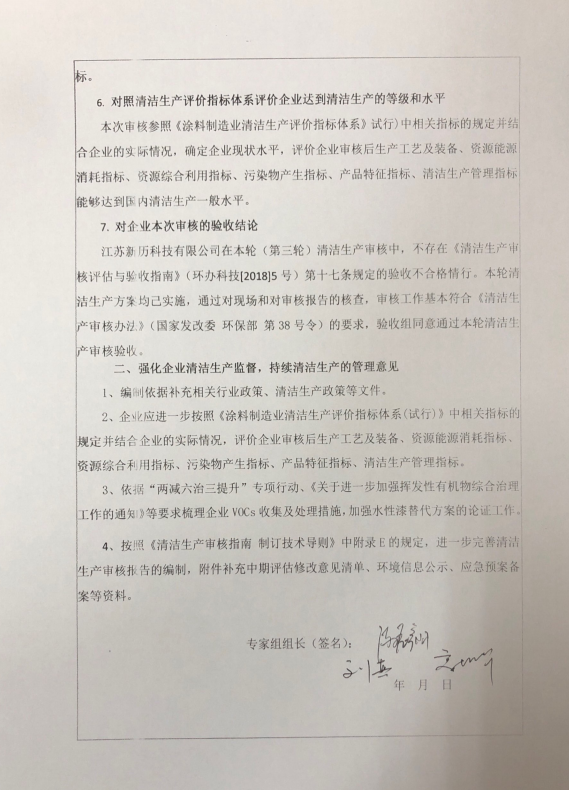 标。
6. 对照清洁生产评价指标体系评价企业达到清洁生产的等级和水平
本次审核参照《涂料制造业清洁生产评价指标体系》试行)中相关指标的规定并结
合企业的实际情况，确定企业现状水平，评价企业审核后生产工艺及装备、资源能源
消耗指标、资源综合利用指标、污染物产生指标、产品特征指标、清洁生产管理指标
能够达到国内清洁生产一般水平。
7. 对企业本次审核的验收结论
江苏新历科技有限公司在本轮（第三轮）清洁生产审核中，不存在《清洁生产审
核评估与验收指南》（环办科技[2018]5 号）第十七条规定的验收不合格情行。本轮清
洁生产方案均已实施，通过对现场和对审核报告的核查，审核工作基本符合《清洁生
产审核办法》（国家发改委 环保部 第 38 号令）的要求，验收组同意通过本轮清洁生
产审核验收。
二、强化企业清洁生产监督，持续清洁生产的管理意见
1、编制依据补充相关行业政策、清洁生产政策等文件。
2、企业应进一步按照《涂料制造业清洁生产评价指标体系(试行)》中相关指标的
规定并结合企业的实际情况，评价企业审核后生产工艺及装备、资源能源消耗指标、
资源综合利用指标、污染物产生指标、产品特征指标、清洁生产管理指标。
3、依据“两减六治三提升”专项行动、《关于进一步加强挥发性有机物综合治理
工作的通知》等要求梳理企业 VOCs 收集及处理措施，加强水性漆替代方案的论证工作。
4、按照《清洁生产审核指南 制订技术导则》中附录 E 的规定，进一步完善清洁
生产审核报告的编制，附件补充中期评估修改意见清单、环境信息公示、应急预案备
案等资料。
专家组组长（签名）：
年 月 日